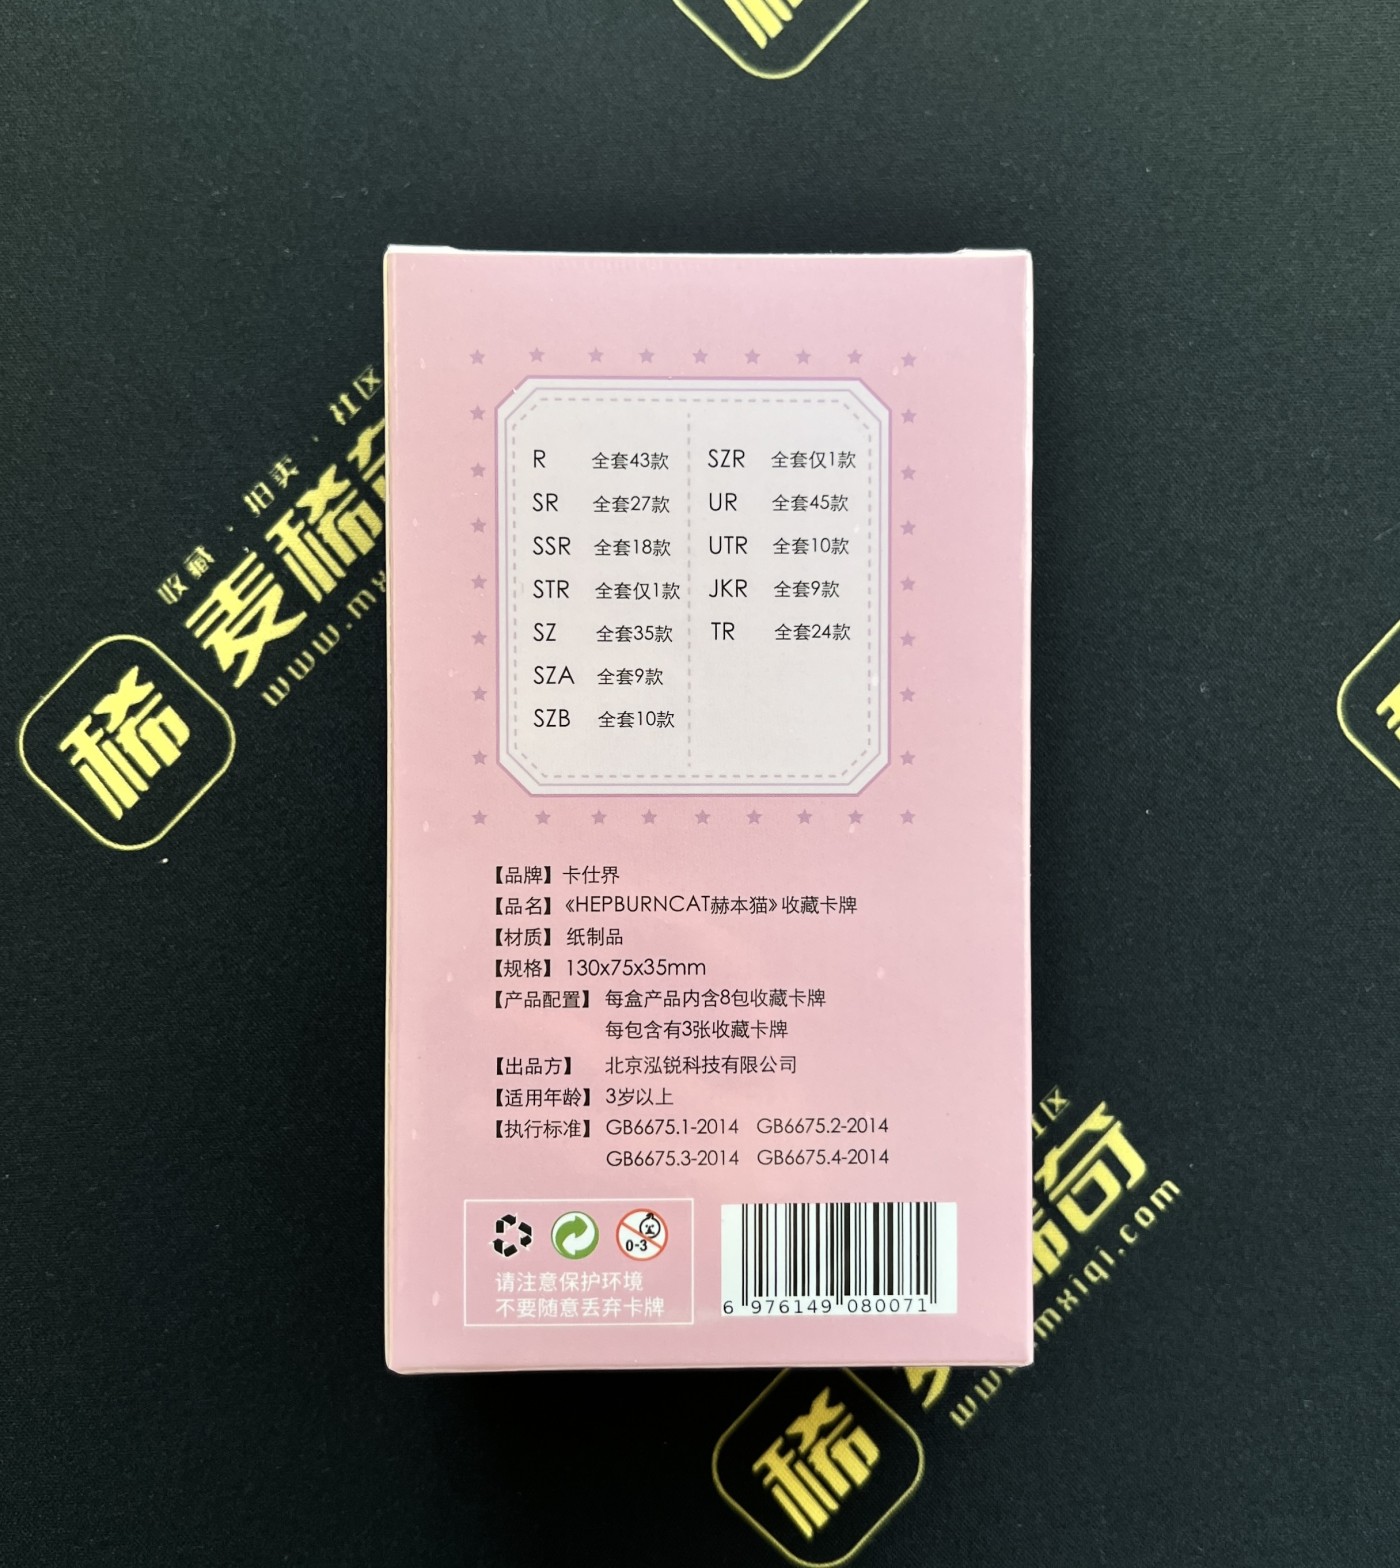 收藏 · 拍卖 · 社区
麦稀奇
www.mx
稀
R 全套43款
SR 全套27款
SSR 全套18款
STR 全套仅1款
SZ 全套35款
SZA 全套9款
SZB 全套10款
SZR 全套仅1款
UR 全套45款
UTR 全套10款
JKR 全套9款
TR 全套24款
【品牌】卡仕界
【品名】《HEPBURNCAT赫本猫》收藏卡牌
【材质】纸制品
【规格】130x75x35mm
【产品配置】每盒产品内含8包收藏卡牌
每包含有3张收藏卡牌
【出品方】北京泓锐科技有限公司
【适用年龄】3岁以上
【执行标准】GB6675.1-2014 GB6675.2-2014
GB6675.3-2014 GB6675.4-2014
0-3
请注意保护环境
不要随意丢弃卡牌
6 976149 080071
区
稀奇
www.mxiqi.com
稀